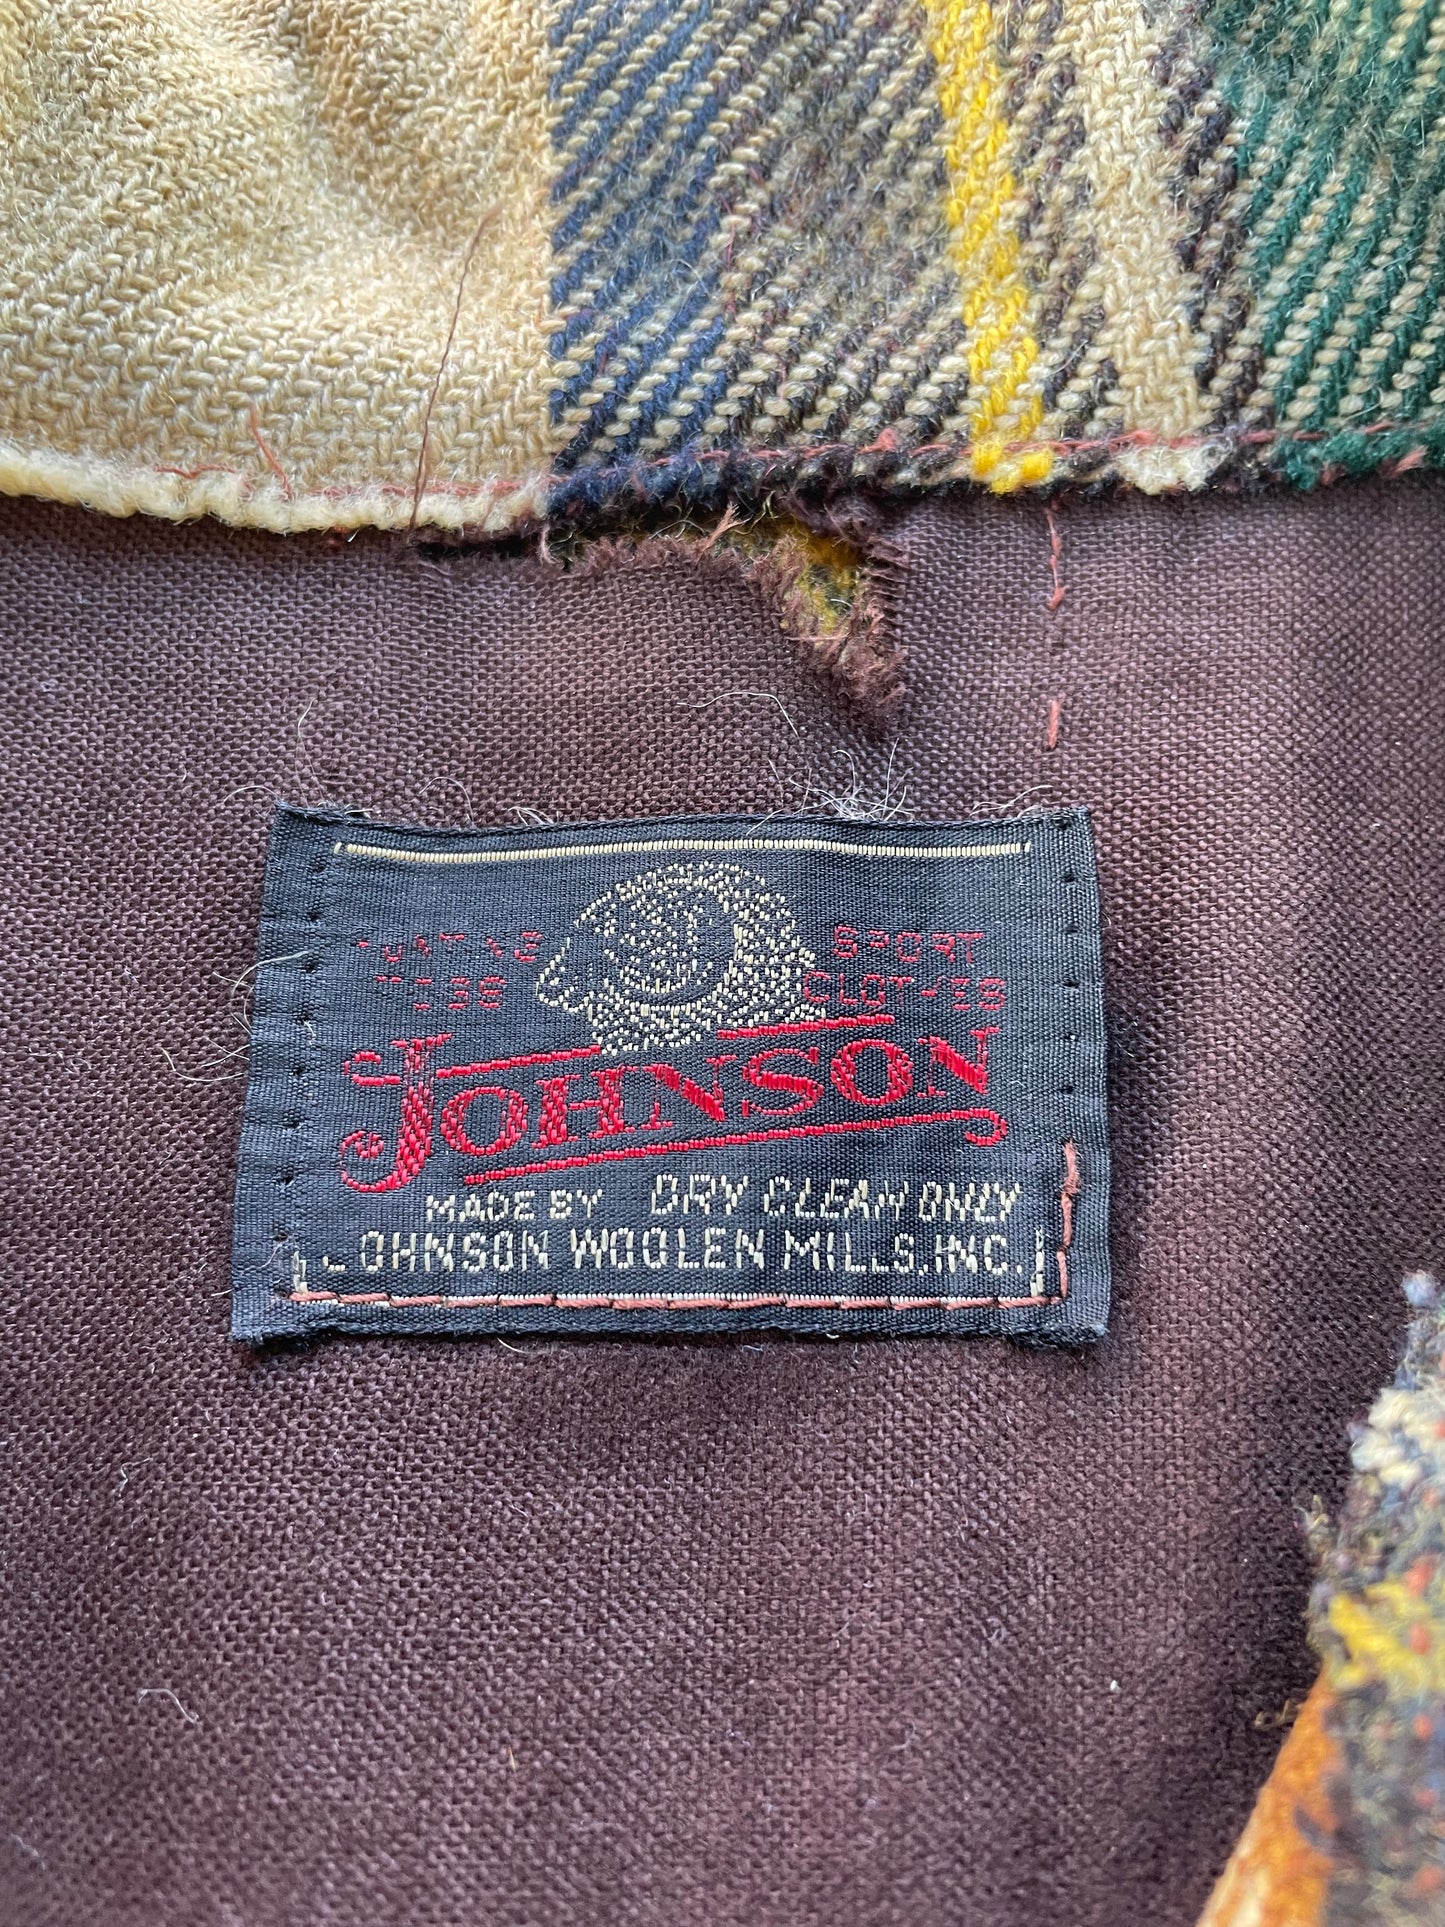 HUNTING SPORT
TOGS CLOTHES
JOHNSON
MADE BY DRY CLEAN ONLY
JOHNSON WOOLEN MILLS, INC.